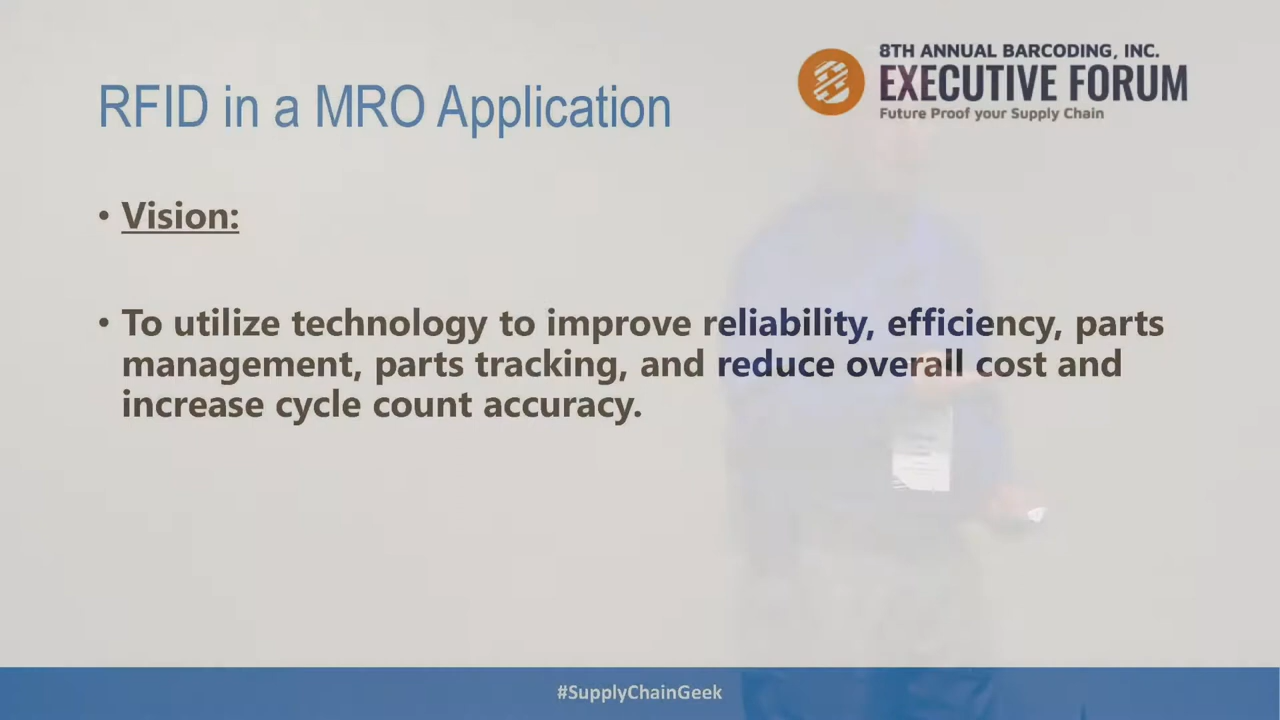 8TH ANNUAL BARCODING, INC.
EXECUTIVE FORUM
Future Proof your Supply Chain
RFID in a MRO Application
• Vision:
• To utilize technology to improve reliability, efficiency, parts
management, parts tracking, and reduce overall cost and
increase cycle count accuracy.
#SupplyChainGeek